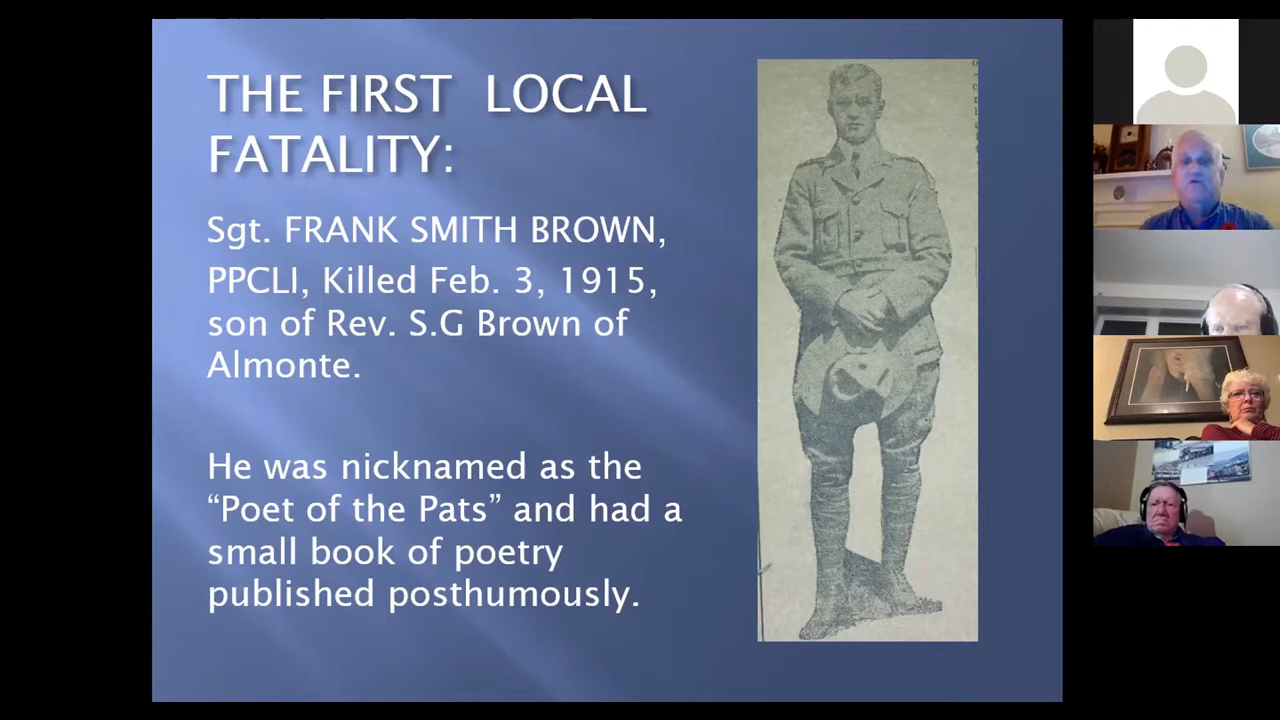 THE FIRST LOCAL
FATALITY:
Sgt. FRANK SMITH BROWN,
PPCLI, Killed Feb. 3, 1915,
son of Rev. S.G Brown of
Almonte.
He was nicknamed as the
“Poet of the Pats” and had a
small book of poetry
published posthumously.